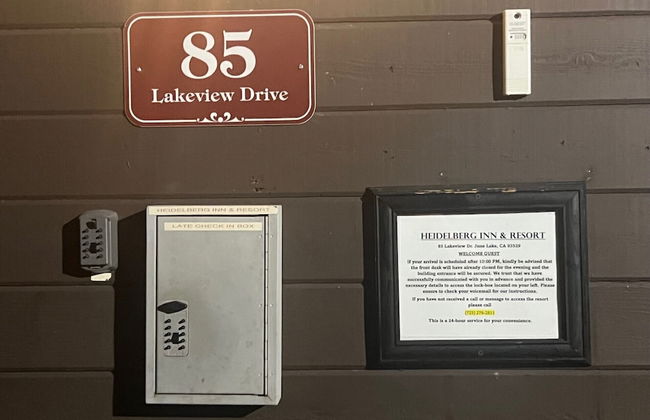 85
Lakeview Drive
HEIDELBERG INN & RESORT
LATE CHECK IN BOX
HEIDELBERG INN & RESORT
85 Lakeview Dr. June Lake, CA 93529
WELCOME GUEST
If your arrival is scheduled after 10:00 PM, kindly be advised that
the front desk will have already closed for the evening and the
building entrance will be secured. We trust that we have
successfully communicated with you in advance and provided the
necessary details to access the lock-box located on your left. Please
ensure to check your voicemail for our instructions.
If you have not received a call or message to access the resort
please call
This is a 24-hour service for your convenience.